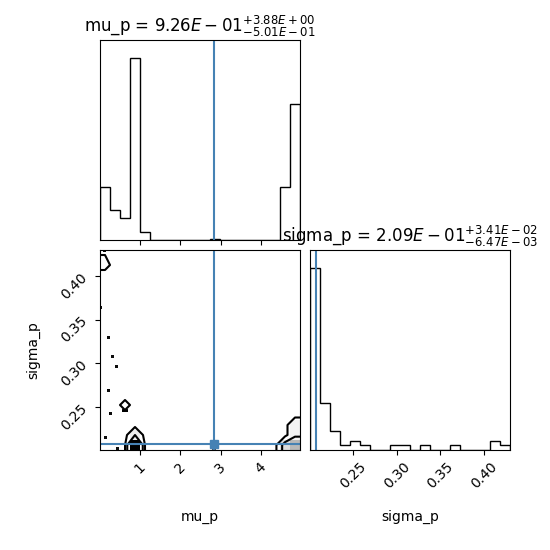 mu_p = 9.26E − 01+3.88E+00−5.01E−01
sigma_p = 2.09E − 01+3.41E−02−6.47E−03
0.40
0.35
0.30
0.25
sigma_p
1 2 3 4
0.25 0.30 0.35 0.40
mu_p sigma_p